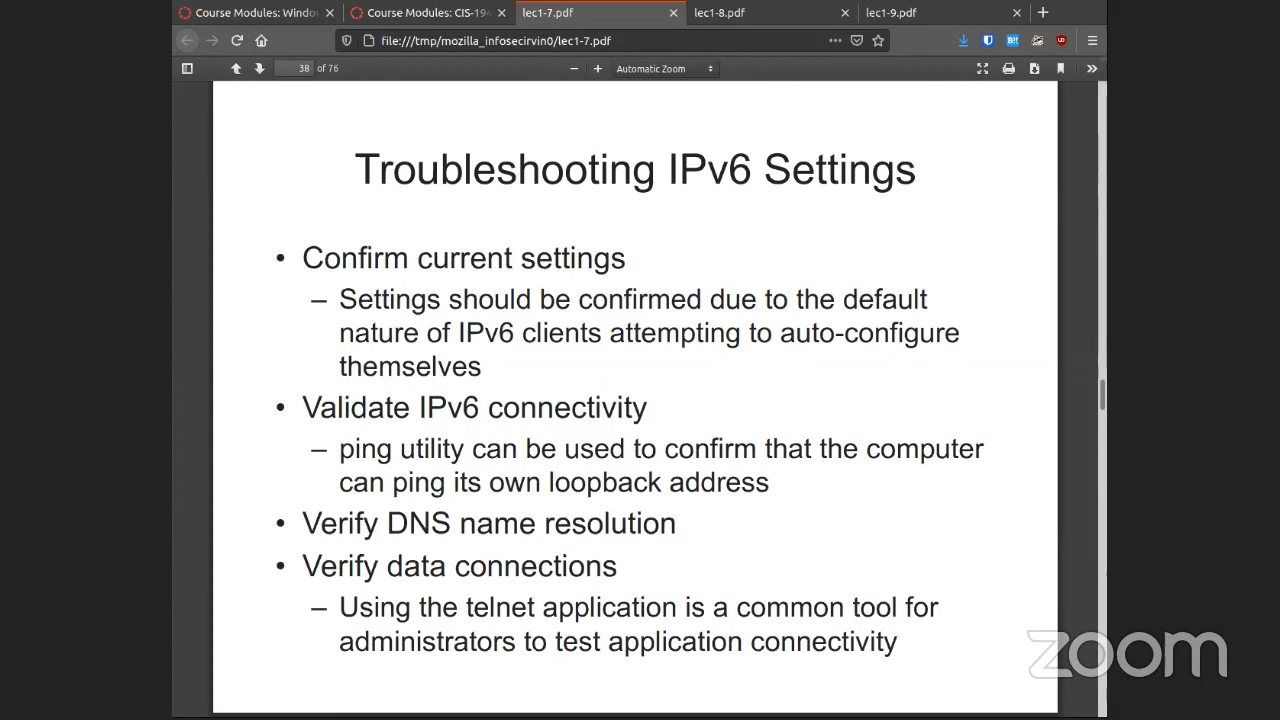 Course Modules: Windo
Course Modules: CIS-194
lec1-7.pdf
lec1-8.pdf
lec1-9.pdf
file:///tmp/mozilla_infosecirvin0/lec1-7.pdf
38 of 76
Automatic Zoom
Troubleshooting IPv6 Settings
• Confirm current settings
– Settings should be confirmed due to the default
nature of IPv6 clients attempting to auto-configure
themselves
• Validate IPv6 connectivity
– ping utility can be used to confirm that the computer
can ping its own loopback address
• Verify DNS name resolution
• Verify data connections
– Using the telnet application is a common tool for
administrators to test application connectivity
zoom